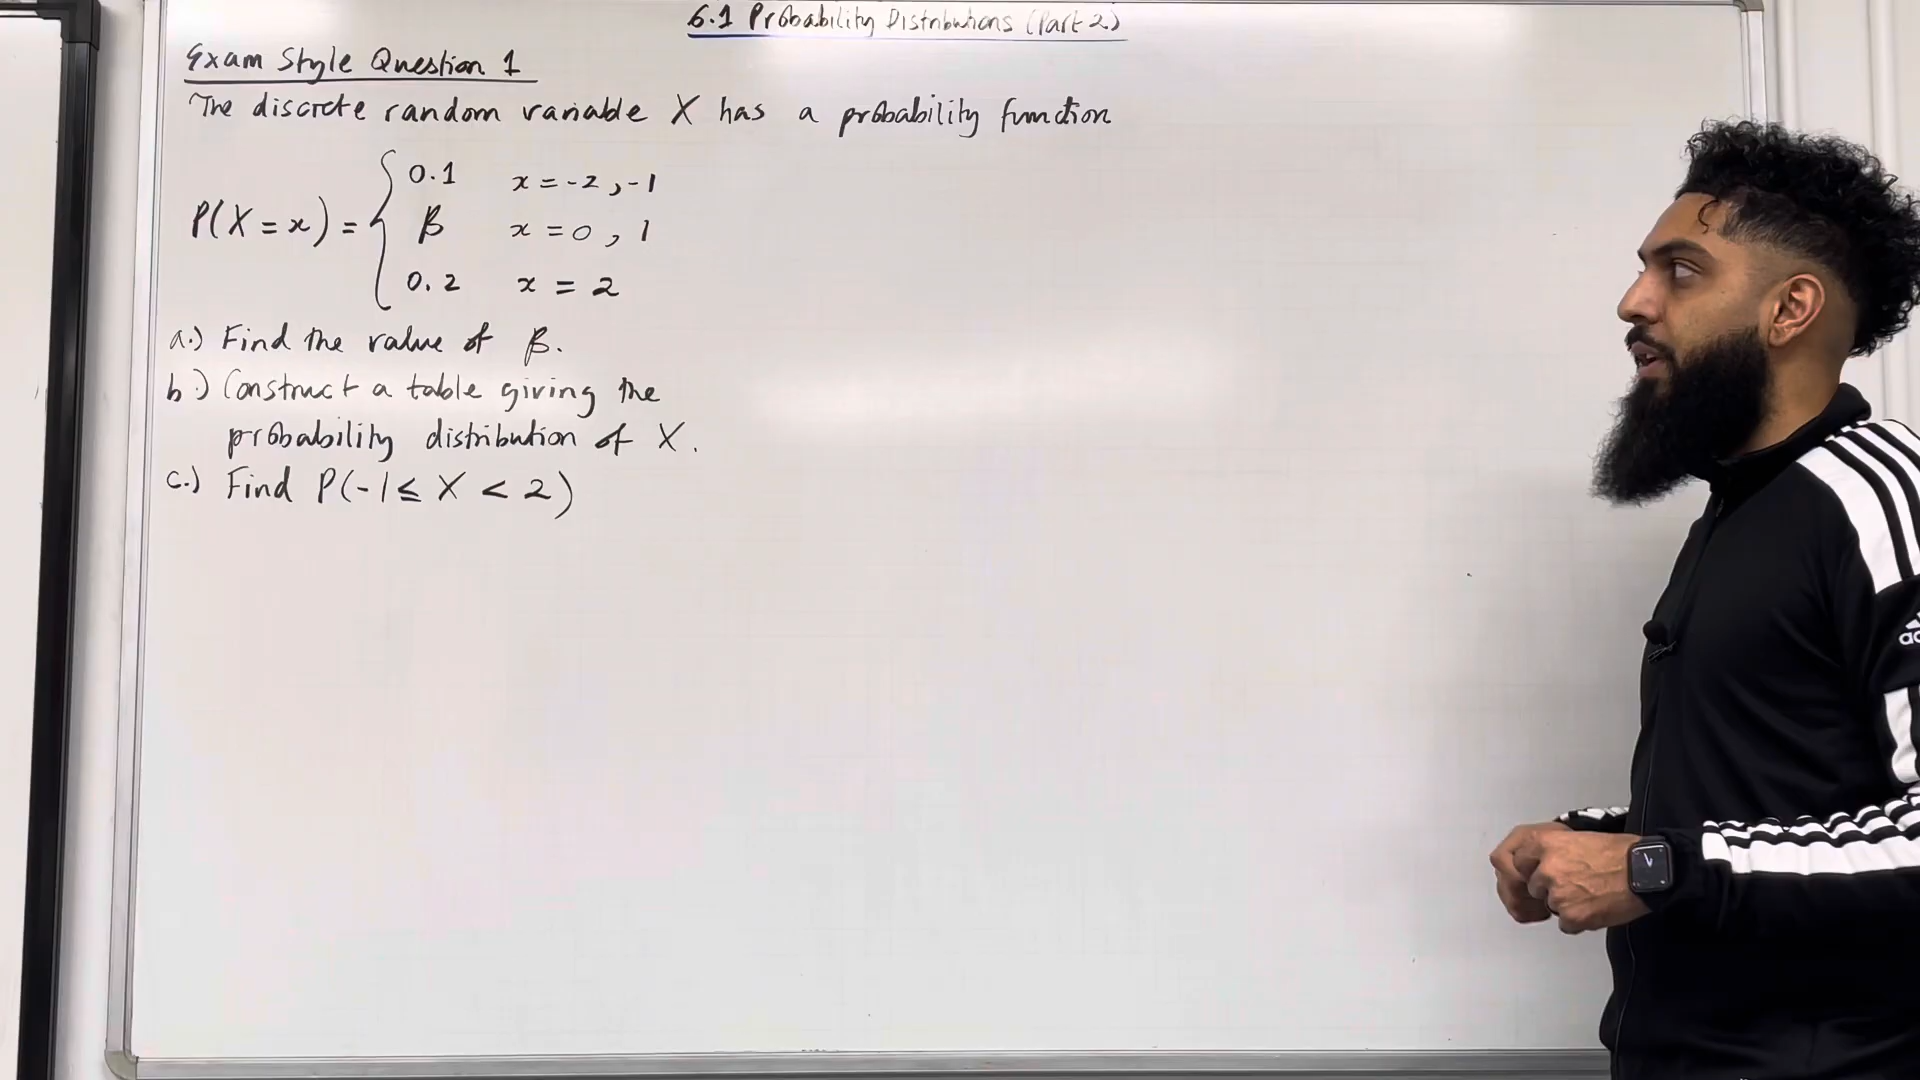 6.1 Probability Distributions (Part 2)
Exam Style Question 1
The discrete random variable X has a probability function
0.1 x = -2, -1
P(X = x) = { β x = 0, 1
0.2 x = 2
a.) Find the value of β.
b.) Construct a table giving the
probability distribution of X.
c.) Find P(-1 ≤ X < 2)